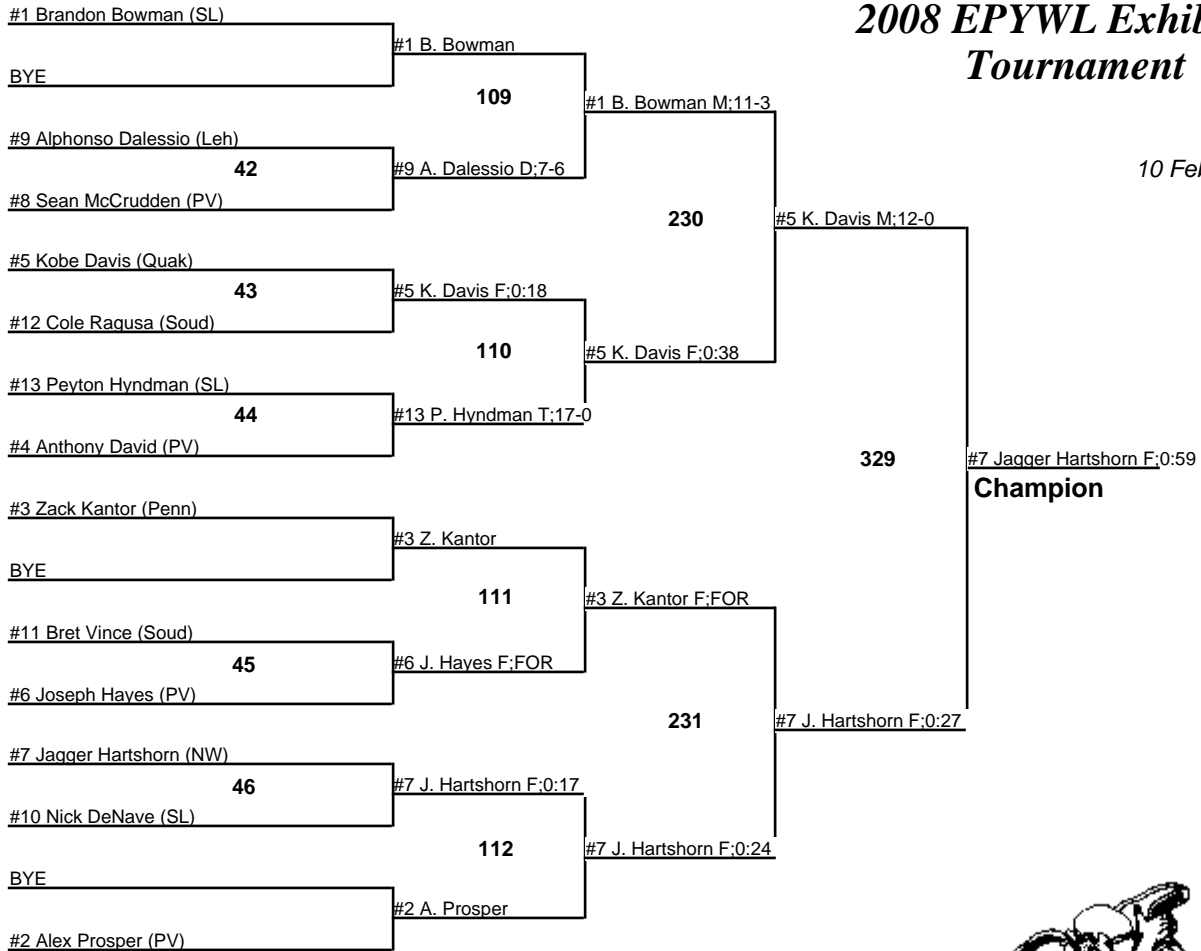 #1 Brandon Bowman (SL)
2008 EPYWL Exhib
Tournament
#1 B. Bowman
BYE
109
#1 B. Bowman M;11-3
#9 Alphonso Dalessio (Leh)
42
#9 A. Dalessio D;7-6
10 Feb
#8 Sean McCrudden (PV)
230
#5 K. Davis M;12-0
#5 Kobe Davis (Quak)
43
#5 K. Davis F;0:18
#12 Cole Ragusa (Soud)
110
#5 K. Davis F;0:38
#13 Peyton Hyndman (SL)
44
#13 P. Hyndman T;17-0
#4 Anthony David (PV)
329
#7 Jagger Hartshorn F;0:59
Champion
#3 Zack Kantor (Penn)
#3 Z. Kantor
BYE
111
#3 Z. Kantor F;FOR
#11 Bret Vince (Soud)
45
#6 J. Hayes F;FOR
#6 Joseph Hayes (PV)
231
#7 J. Hartshorn F;0:27
#7 Jagger Hartshorn (NW)
46
#7 J. Hartshorn F;0:17
#10 Nick DeNave (SL)
112
#7 J. Hartshorn F;0:24
BYE
#2 A. Prosper
#2 Alex Prosper (PV)